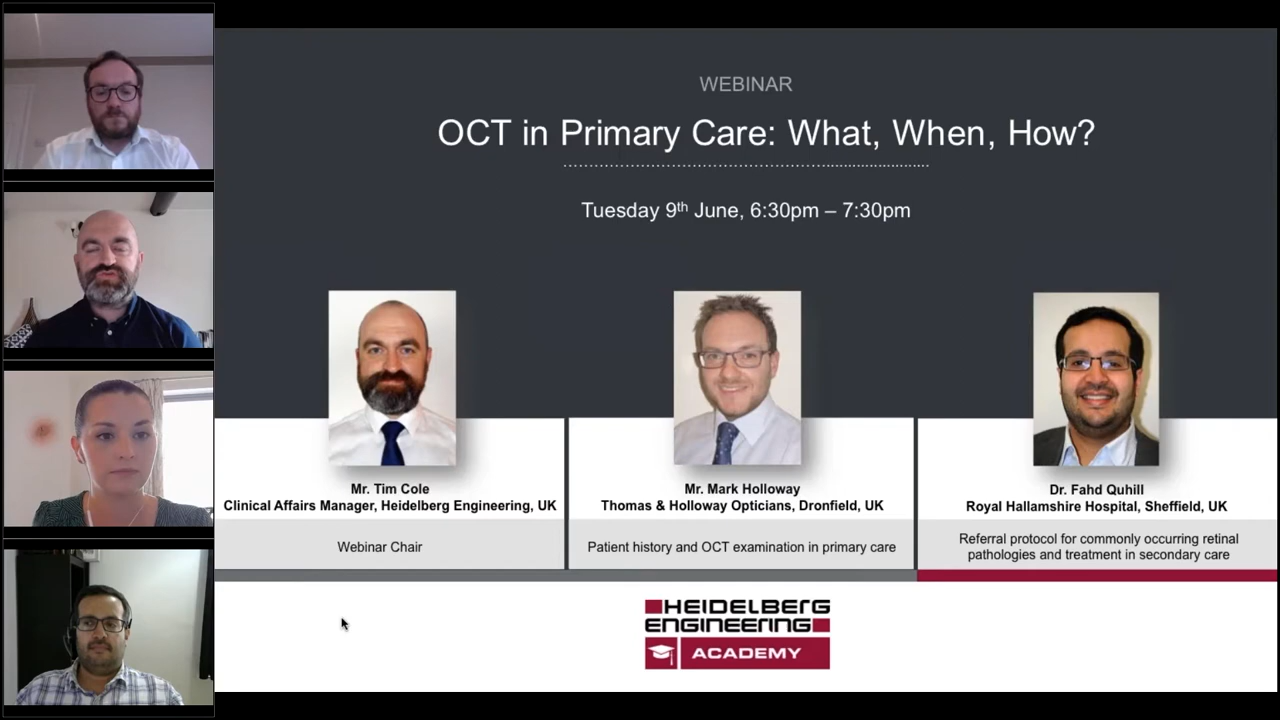 WEBINAR
OCT in Primary Care: What, When, How?
Tuesday 9th June, 6:30pm – 7:30pm
Mr. Tim Cole
Clinical Affairs Manager, Heidelberg Engineering, UK
Webinar Chair
Mr. Mark Holloway
Thomas & Holloway Opticians, Dronfield, UK
Patient history and OCT examination in primary care
Dr. Fahd Quhill
Royal Hallamshire Hospital, Sheffield, UK
Referral protocol for commonly occurring retinal
pathologies and treatment in secondary care
HEIDELBERG
ENGINEERING
ACADEMY